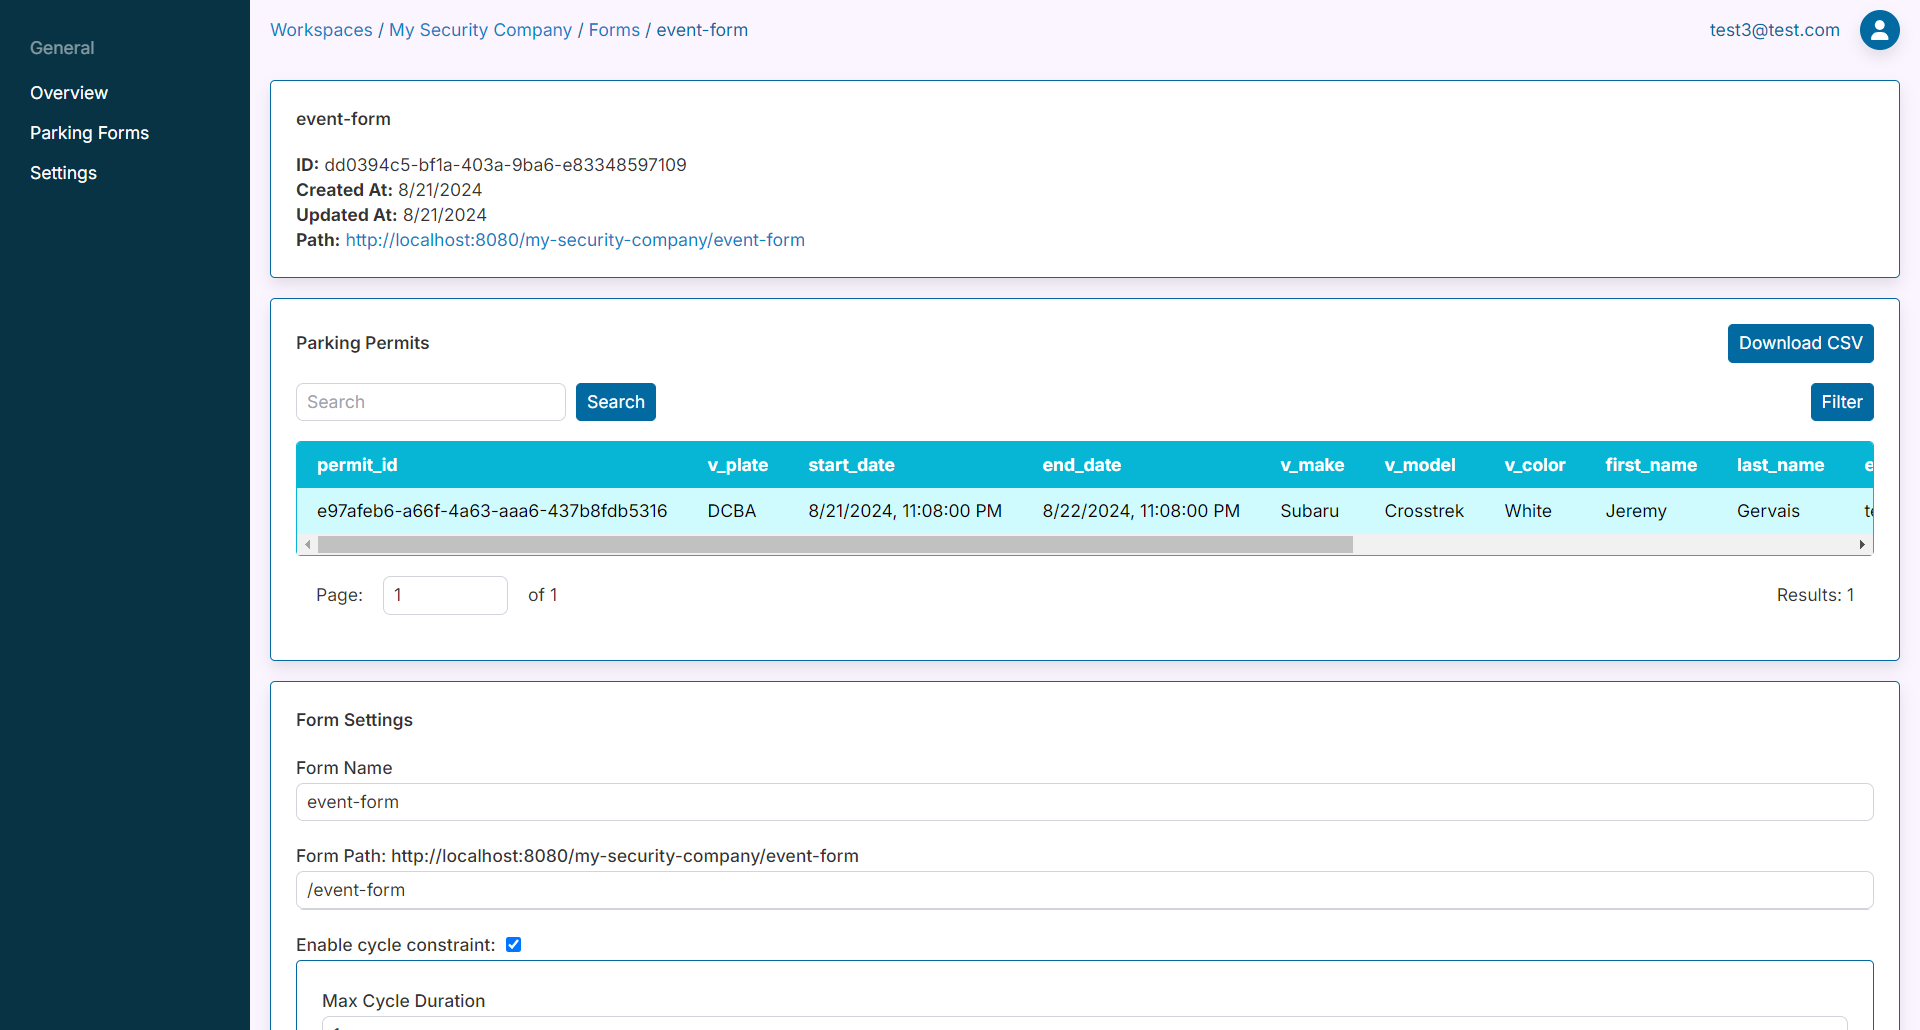 General
Overview
Parking Forms
Settings
Workspaces / My Security Company / Forms / event-form
test3@test.com
event-form
ID: dd0394c5-bf1a-403a-9ba6-e83348597109
Created At: 8/21/2024
Updated At: 8/21/2024
Path: http://localhost:8080/my-security-company/event-form
Parking Permits
Download CSV
Search
Search
Filter
permit_id v_plate start_date end_date v_make v_model v_color first_name last_name
e97afeb6-a66f-4a63-aaa6-437b8fdb5316 DCBA 8/21/2024, 11:08:00 PM 8/22/2024, 11:08:00 PM Subaru Crosstrek White Jeremy Gervais
Page: 1 of 1
Results: 1
Form Settings
Form Name
event-form
Form Path: http://localhost:8080/my-security-company/event-form
/event-form
Enable cycle constraint:
Max Cycle Duration